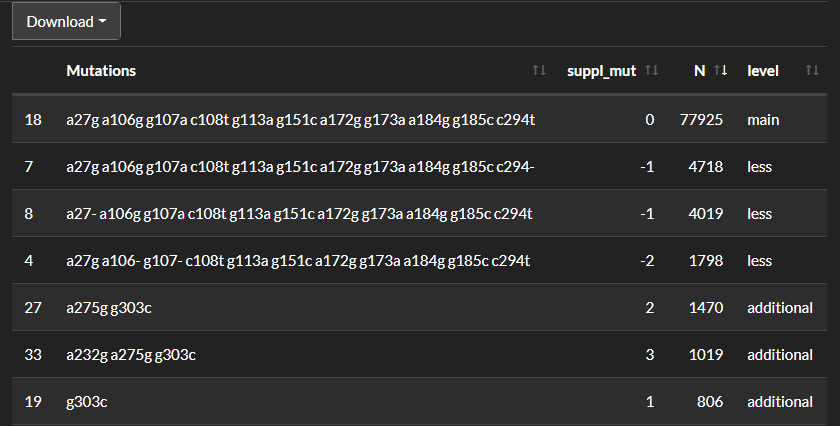 Download
Mutations suppl_mut N level
18 a27g a106g g107a c108t g113a g151c a172g g173a a184g g185c c294t 0 77925 main
7 a27g a106g g107a c108t g113a g151c a172g g173a a184g g185c c294- -1 4718 less
8 a27- a106g g107a c108t g113a g151c a172g g173a a184g g185c c294t -1 4019 less
4 a27g a106- g107- c108t g113a g151c a172g g173a a184g g185c c294t -2 1798 less
27 a275g g303c 2 1470 additional
33 a232g a275g g303c 3 1019 additional
19 g303c 1 806 additional